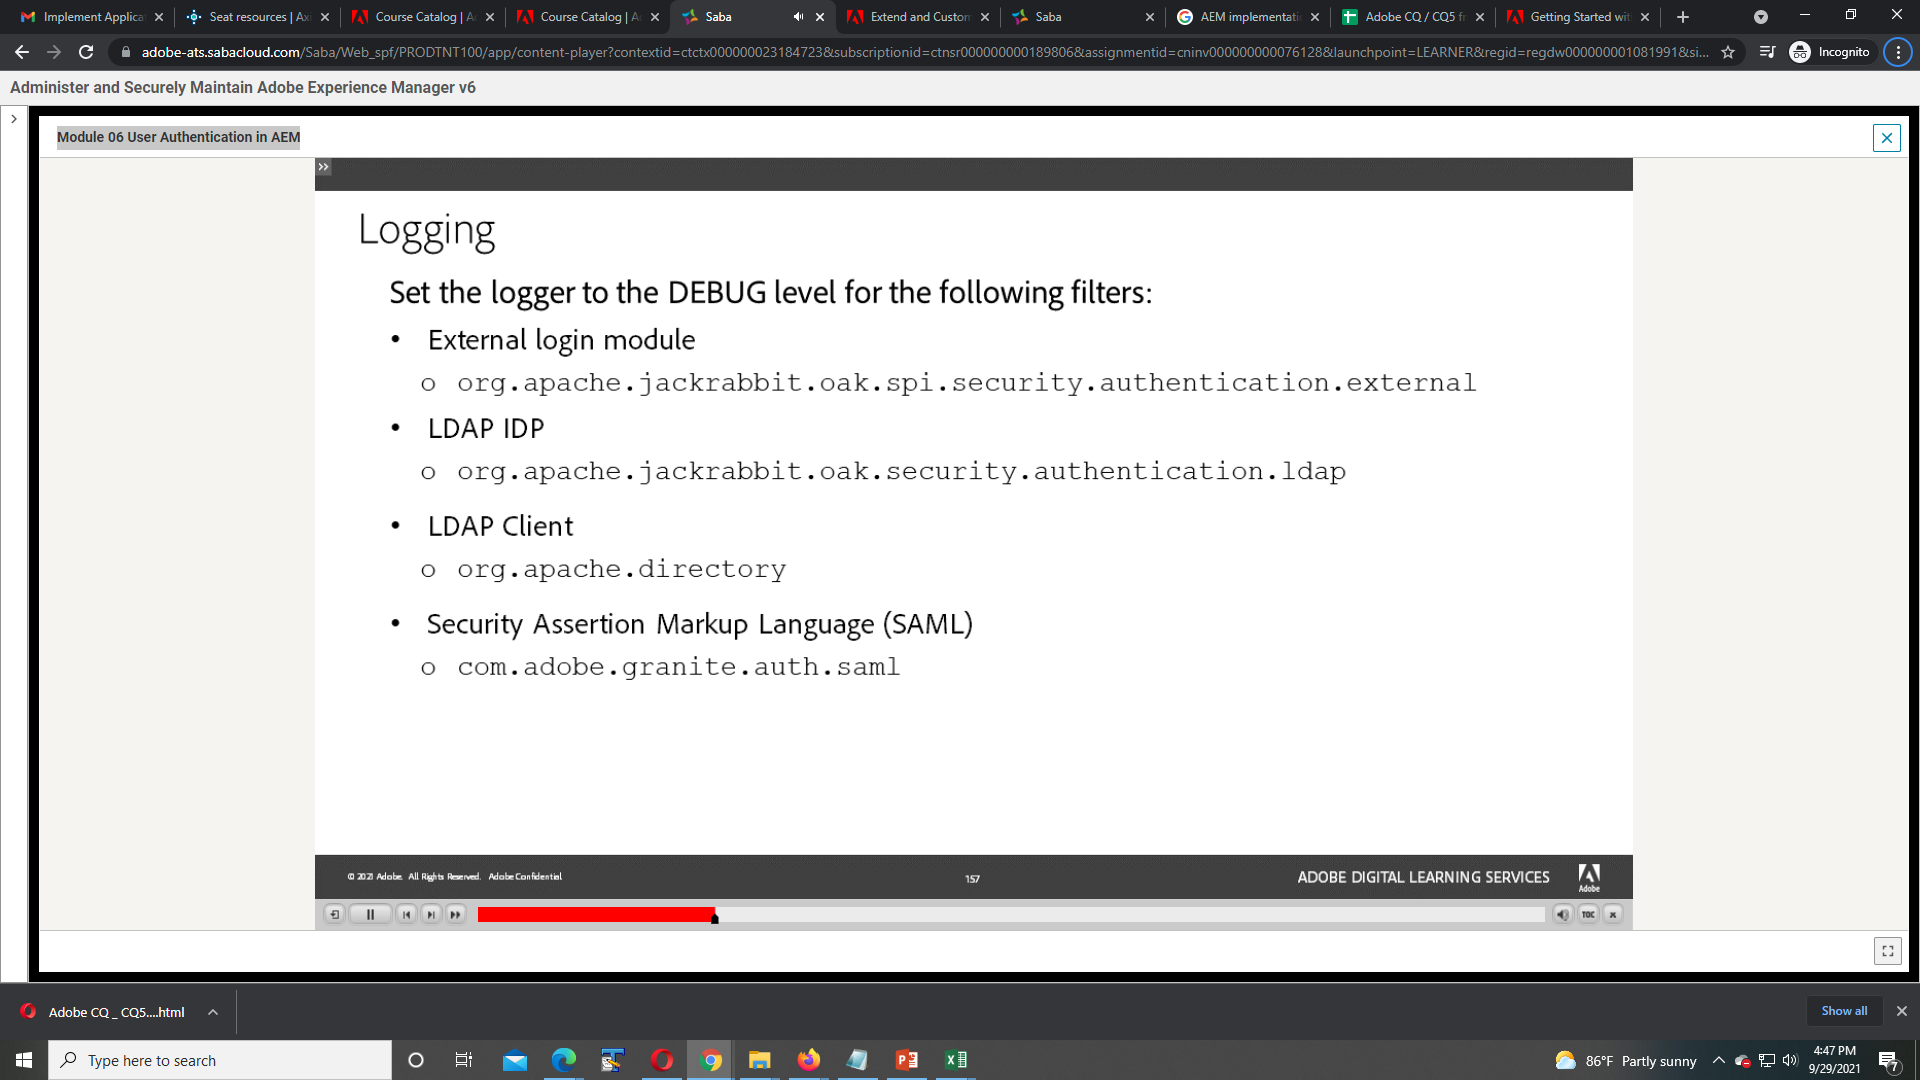 Implement Applica
Seat resources | Ax
Course Catalog | A
Course Catalog | A
Saba
Extend and Custom
Saba
AEM implementati
Adobe CQ / CQ5 f
Getting Started wit
adobe-ats.sabacloud.com/Saba/Web_spf/PRODTNT100/app/content-player?contextid=ctctx000000023184723&subscriptionid=ctnsr000000000189806&assignmentid=cninv000000000076128&launchpoint=LEARNER&regid=regdw000000001081991&si...
Incognito
Administer and Securely Maintain Adobe Experience Manager v6
Module 06 User Authentication in AEM
Logging
Set the logger to the DEBUG level for the following filters:
• External login module
o org.apache.jackrabbit.oak.spi.security.authentication.external
• LDAP IDP
o org.apache.jackrabbit.oak.security.authentication.ldap
• LDAP Client
o org.apache.directory
• Security Assertion Markup Language (SAML)
o com.adobe.granite.auth.saml
© 2021 Adobe. All Rights Reserved. Adobe Confidential
157
ADOBE DIGITAL LEARNING SERVICES
Adobe
TOC
Adobe CQ _ CQ5....html
Show all
Type here to search
86°F Partly sunny
4:47 PM
9/29/2021
7